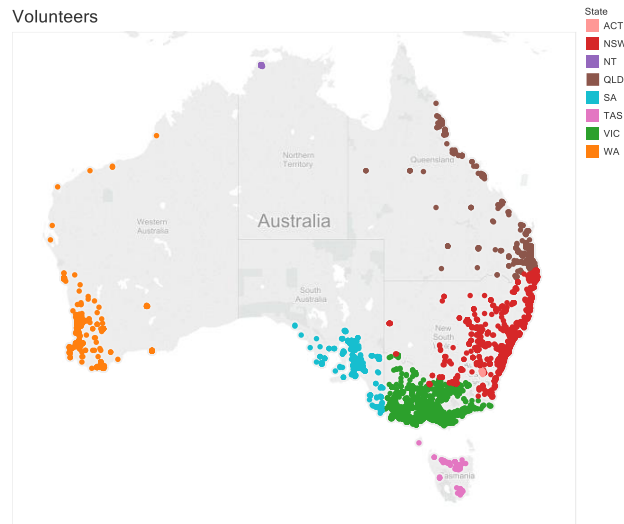 Volunteers
State
ACT
NSW
NT
QLD
SA
TAS
VIC
WA
Northern
Territory
Queensland
Western
Australia
Australia
South
Australia
New
South